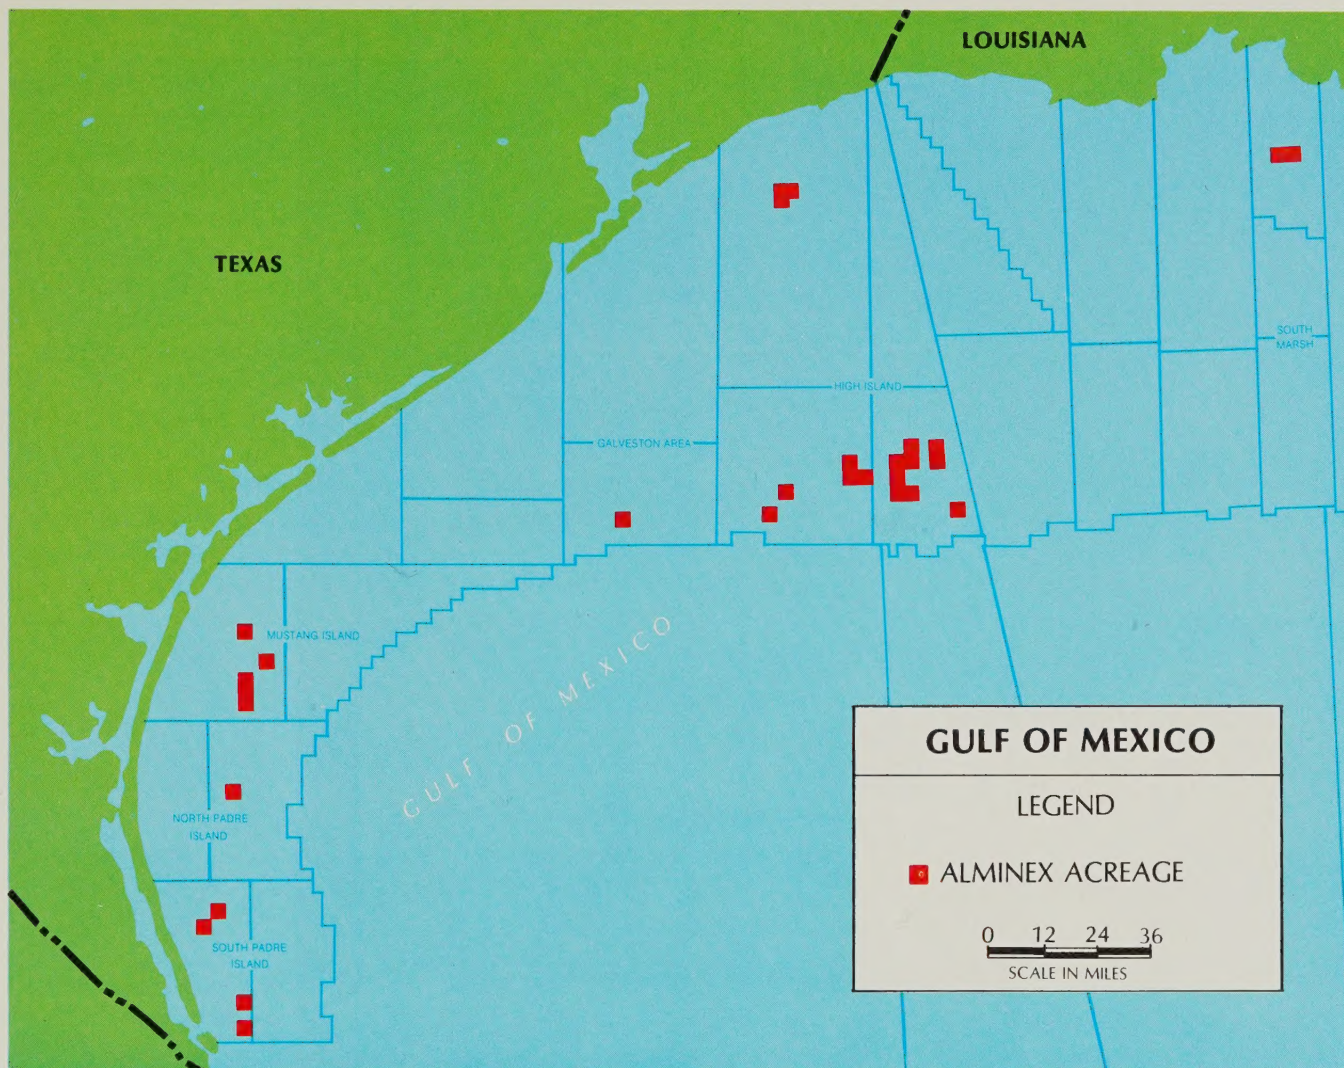 LOUISIANA
TEXAS
SOUTH
MARSH
HIGH ISLAND
GALVESTON AREA
MUSTANG ISLAND
GULF OF MEXICO
NORTH PADRE
ISLAND
SOUTH PADRE
ISLAND
GULF OF MEXICO
LEGEND
ALMINEX ACREAGE
0 12 24 36
SCALE IN MILES